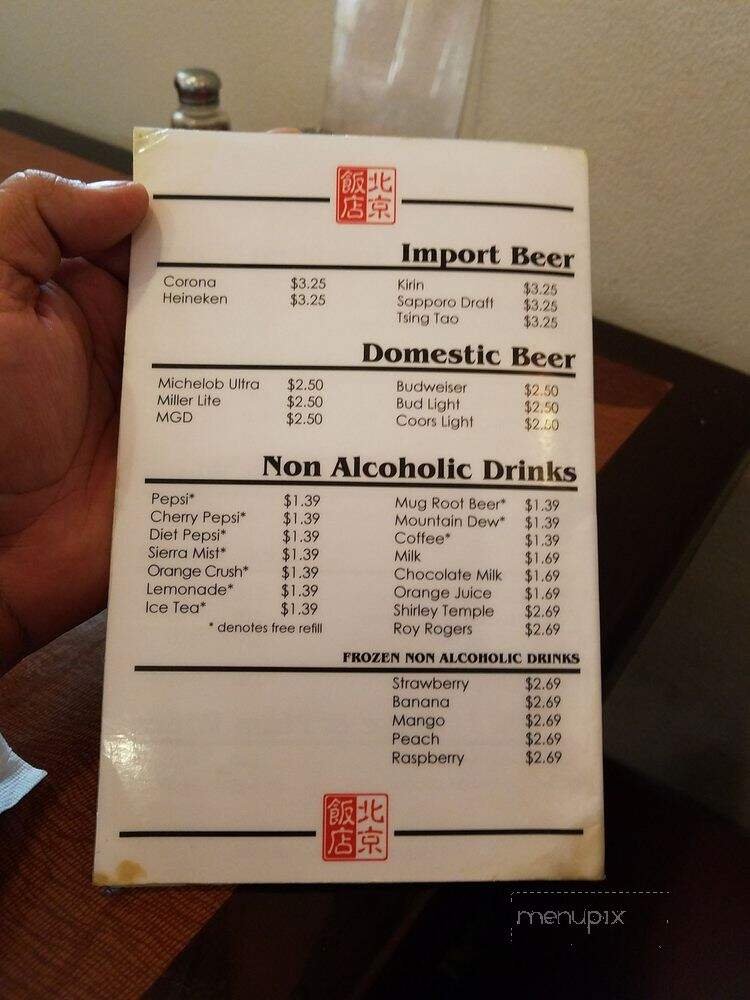 北京
飯店
Import Beer
Corona $3.25 Kirin $3.25
Heineken $3.25 Sapporo Draft $3.25
Tsing Tao $3.25
Domestic Beer
Michelob Ultra $2.50 Budweiser $2.50
Miller Lite $2.50 Bud Light $2.50
MGD $2.50 Coors Light $2.50
Non Alcoholic Drinks
Pepsi* $1.39 Mug Root Beer* $1.39
Cherry Pepsi* $1.39 Mountain Dew* $1.39
Diet Pepsi* $1.39 Coffee* $1.39
Sierra Mist* $1.39 Milk $1.69
Orange Crush* $1.39 Chocolate Milk $1.69
Lemonade* $1.39 Orange Juice $1.69
Ice Tea* $1.39 Shirley Temple $2.69
* denotes free refill Roy Rogers $2.69
FROZEN NON ALCOHOLIC DRINKS
Strawberry $2.69
Banana $2.69
Mango $2.69
Peach $2.69
Raspberry $2.69
北京
飯店
menupix